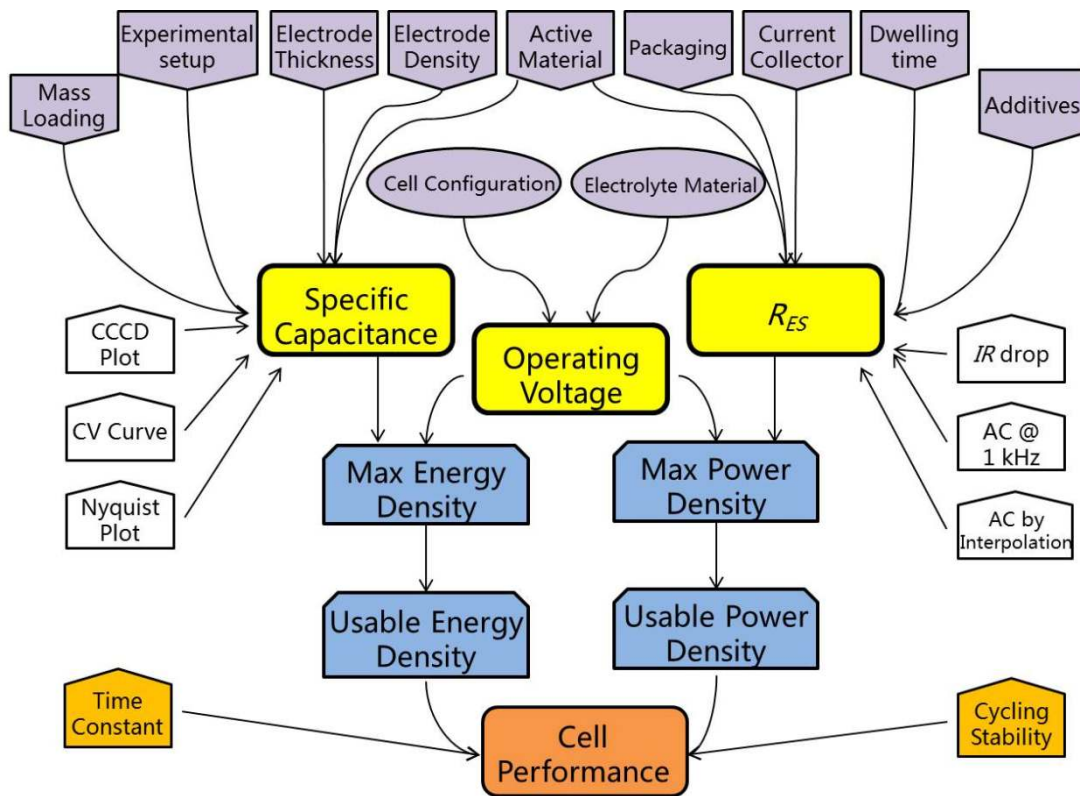 Experimental
setup
Electrode
Thickness
Electrode
Density
Active
Material
Packaging
Current
Collector
Dwelling
time
Mass
Loading
Additives
Cell Configuration
Electrolyte Material
Specific
Capacitance
R_ES
Operating
Voltage
CCCD
Plot
CV Curve
Nyquist
Plot
IR drop
AC @
1 kHz
AC by
Interpolation
Max Energy
Density
Max Power
Density
Usable Energy
Density
Usable Power
Density
Time
Constant
Cycling
Stability
Cell
Performance